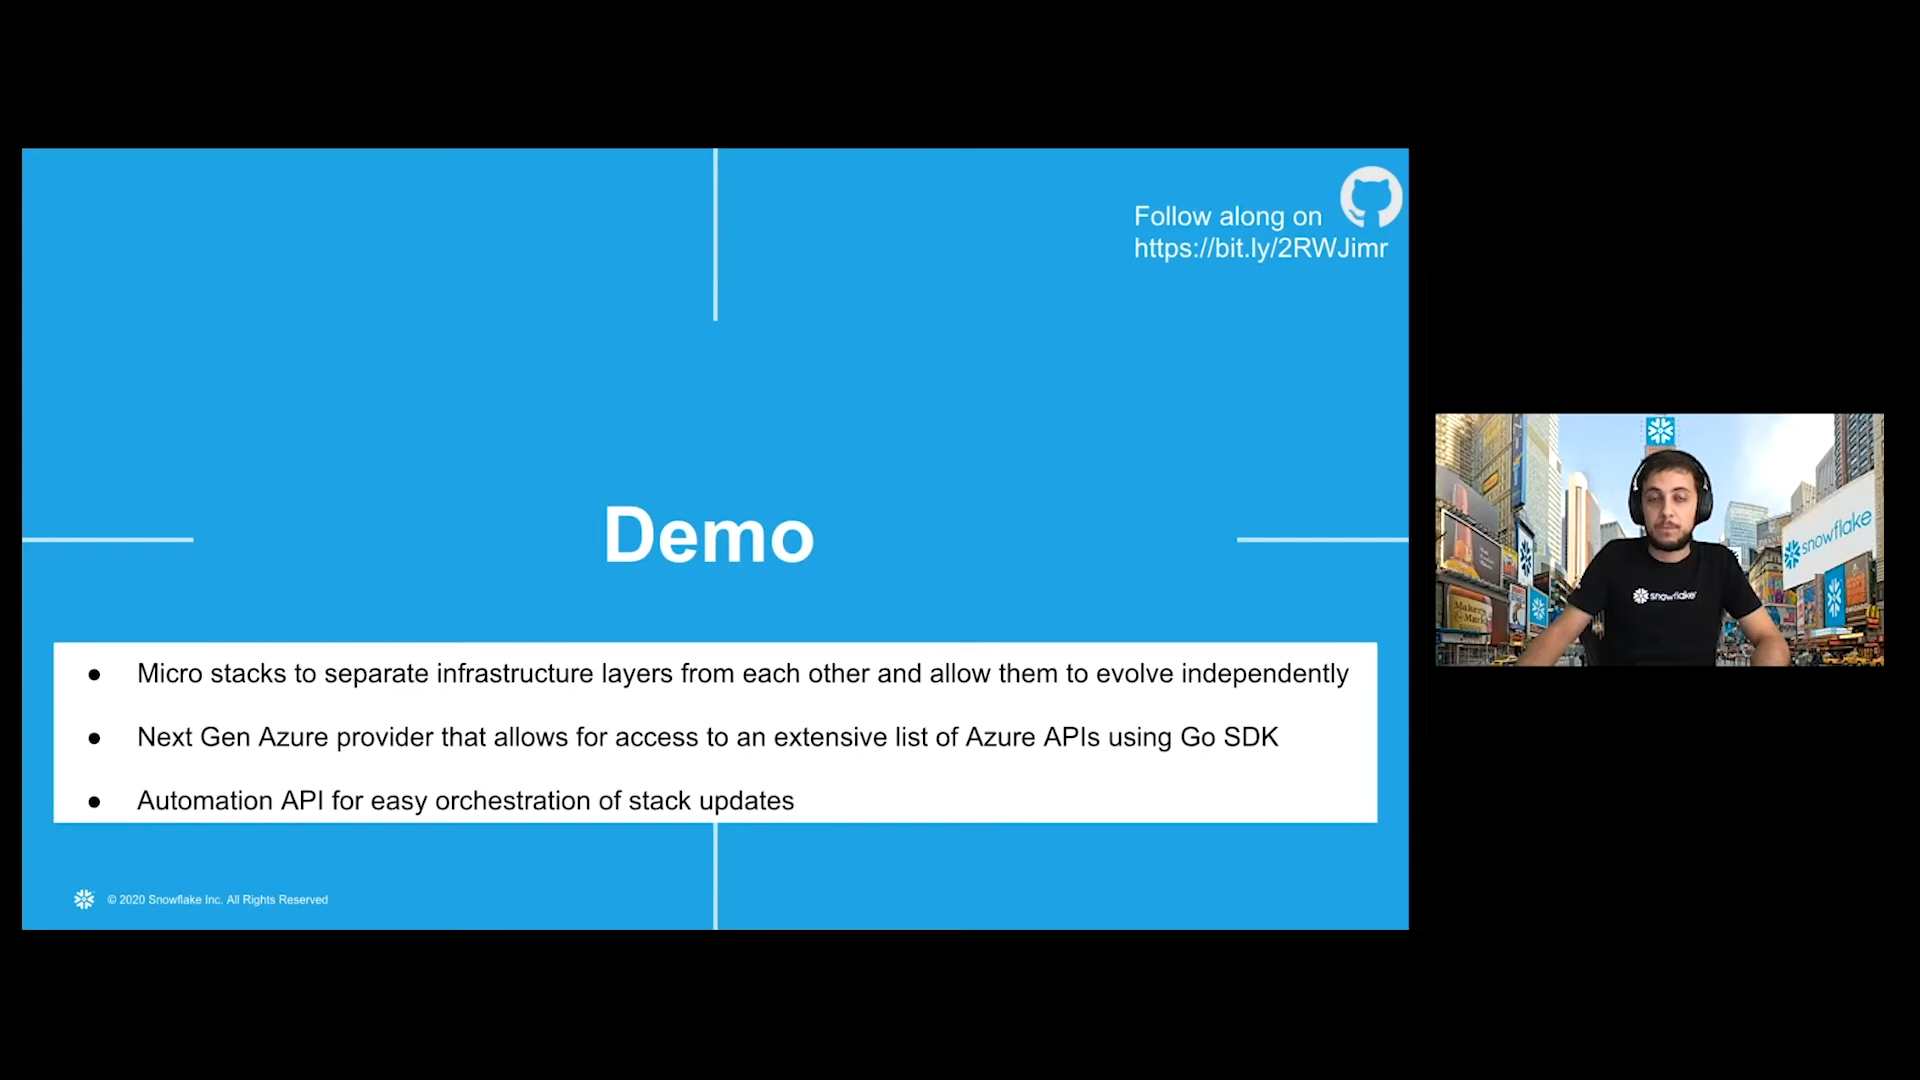 Follow along on
https://bit.ly/2RWJimr
Demo
● Micro stacks to separate infrastructure layers from each other and allow them to evolve independently
● Next Gen Azure provider that allows for access to an extensive list of Azure APIs using Go SDK
● Automation API for easy orchestration of stack updates
© 2020 Snowflake Inc. All Rights Reserved
snowflake
snowflake